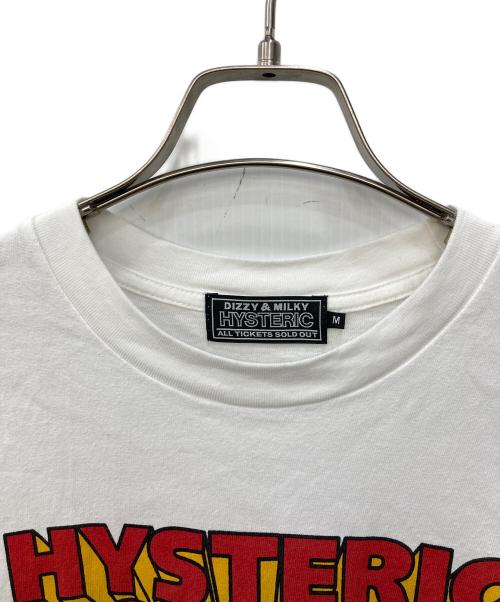 DIZZY & MILKY
HYSTERIC
ALL TICKETS SOLD OUT
M
HYSTERIC